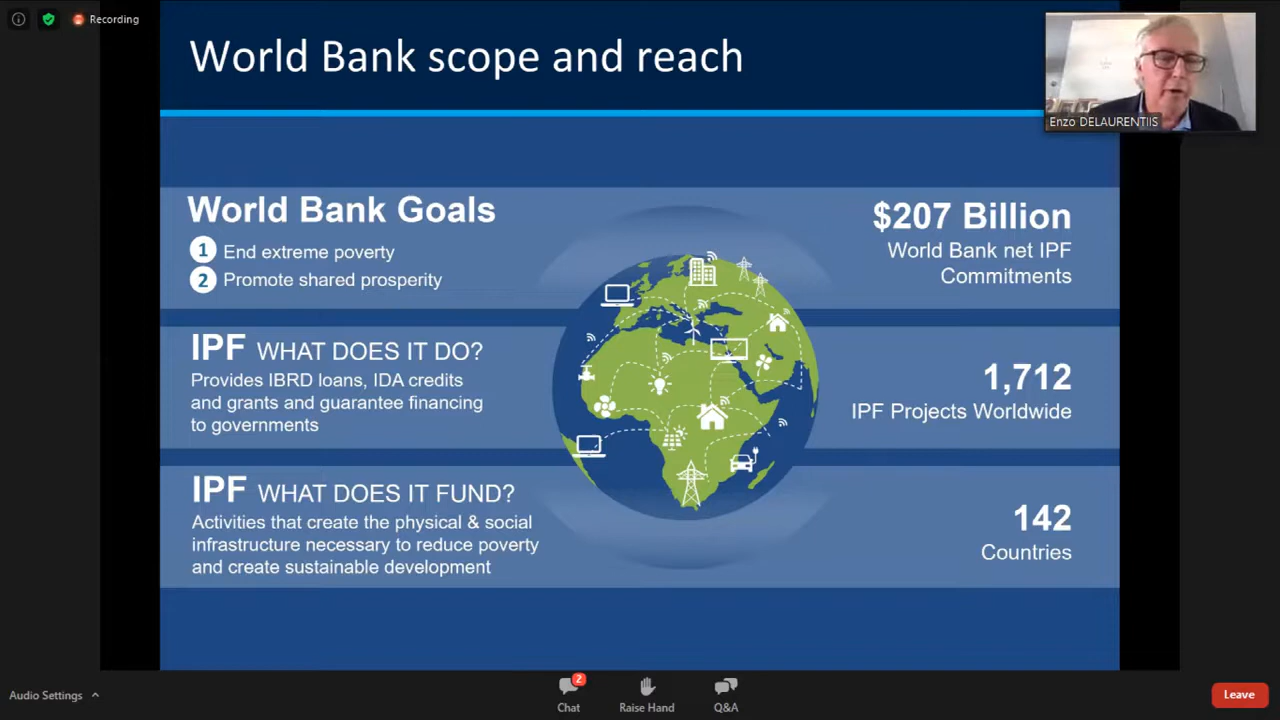 Recording
World Bank scope and reach
Enzo DELAURENTIIS
World Bank Goals
1 End extreme poverty
2 Promote shared prosperity
$207 Billion
World Bank net IPF
Commitments
IPF WHAT DOES IT DO?
Provides IBRD loans, IDA credits
and grants and guarantee financing
to governments
1,712
IPF Projects Worldwide
IPF WHAT DOES IT FUND?
Activities that create the physical & social
infrastructure necessary to reduce poverty
and create sustainable development
142
Countries
Audio Settings
2
Chat
Raise Hand
Q&A
Leave